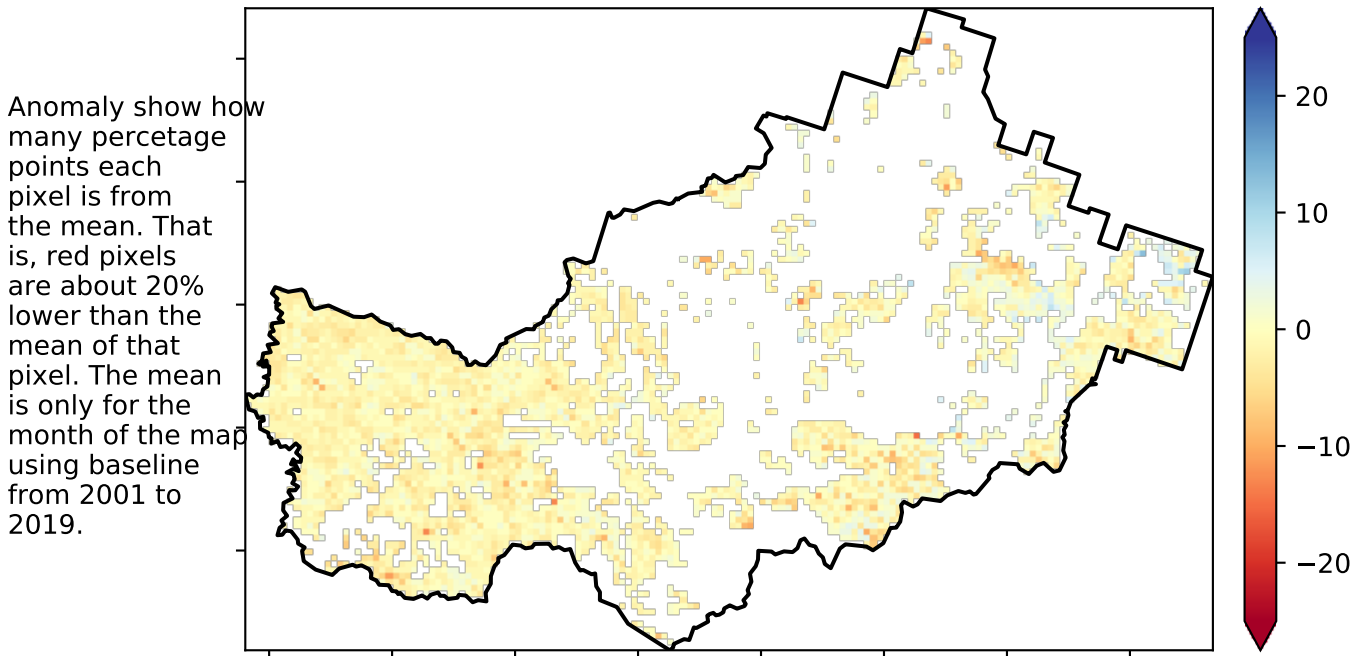 Anomaly show how
many percetage
points each
pixel is from
the mean. That
is, red pixels
are about 20%
lower than the
mean of that
pixel. The mean
is only for the
month of the map
using baseline
from 2001 to
2019.
20
10
0
−10
−20